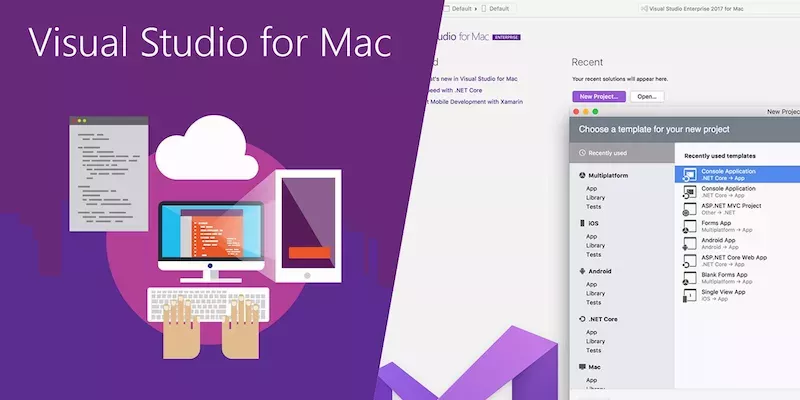 Visual Studio for Mac
Default
Default
Visual Studio Enterprise 2017 for Mac
for Mac
ENTERPRISE
new in Visual Studio for Mac
with .NET Core
Mobile Development with Xamarin
Recent
Your recent solutions will appear here.
New Project...
Open...
Choose a template for your new project
Recently used
Multiplatform
App
Library
Tests
iOS
App
Library
Tests
Android
App
Library
Tests
.NET Core
App
Library
Tests
Mac
App
Recently used templates
Console Application
.NET Core → App
Console Application
.NET Core → App
ASP.NET MVC Project
Other → .NET
Forms App
Multiplatform → App
Android App
Android → App
ASP.NET Core Web App
.NET Core → App
Blank Forms App
Multiplatform → App
Single View App
iOS → App